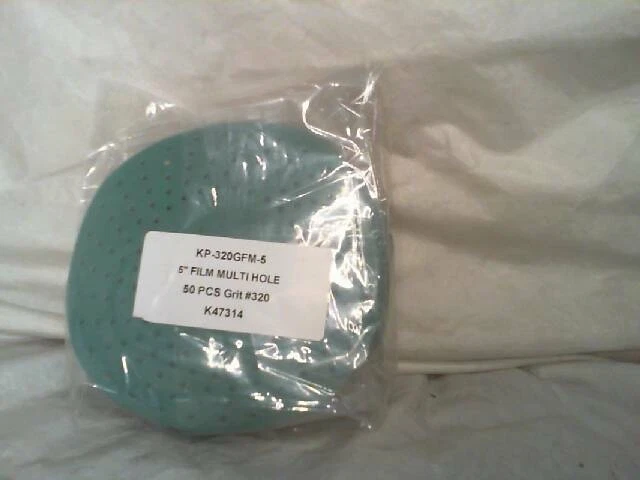 KP-320GFM-5
5" FILM MULTI HOLE
50 PCS Grit #320
K47314